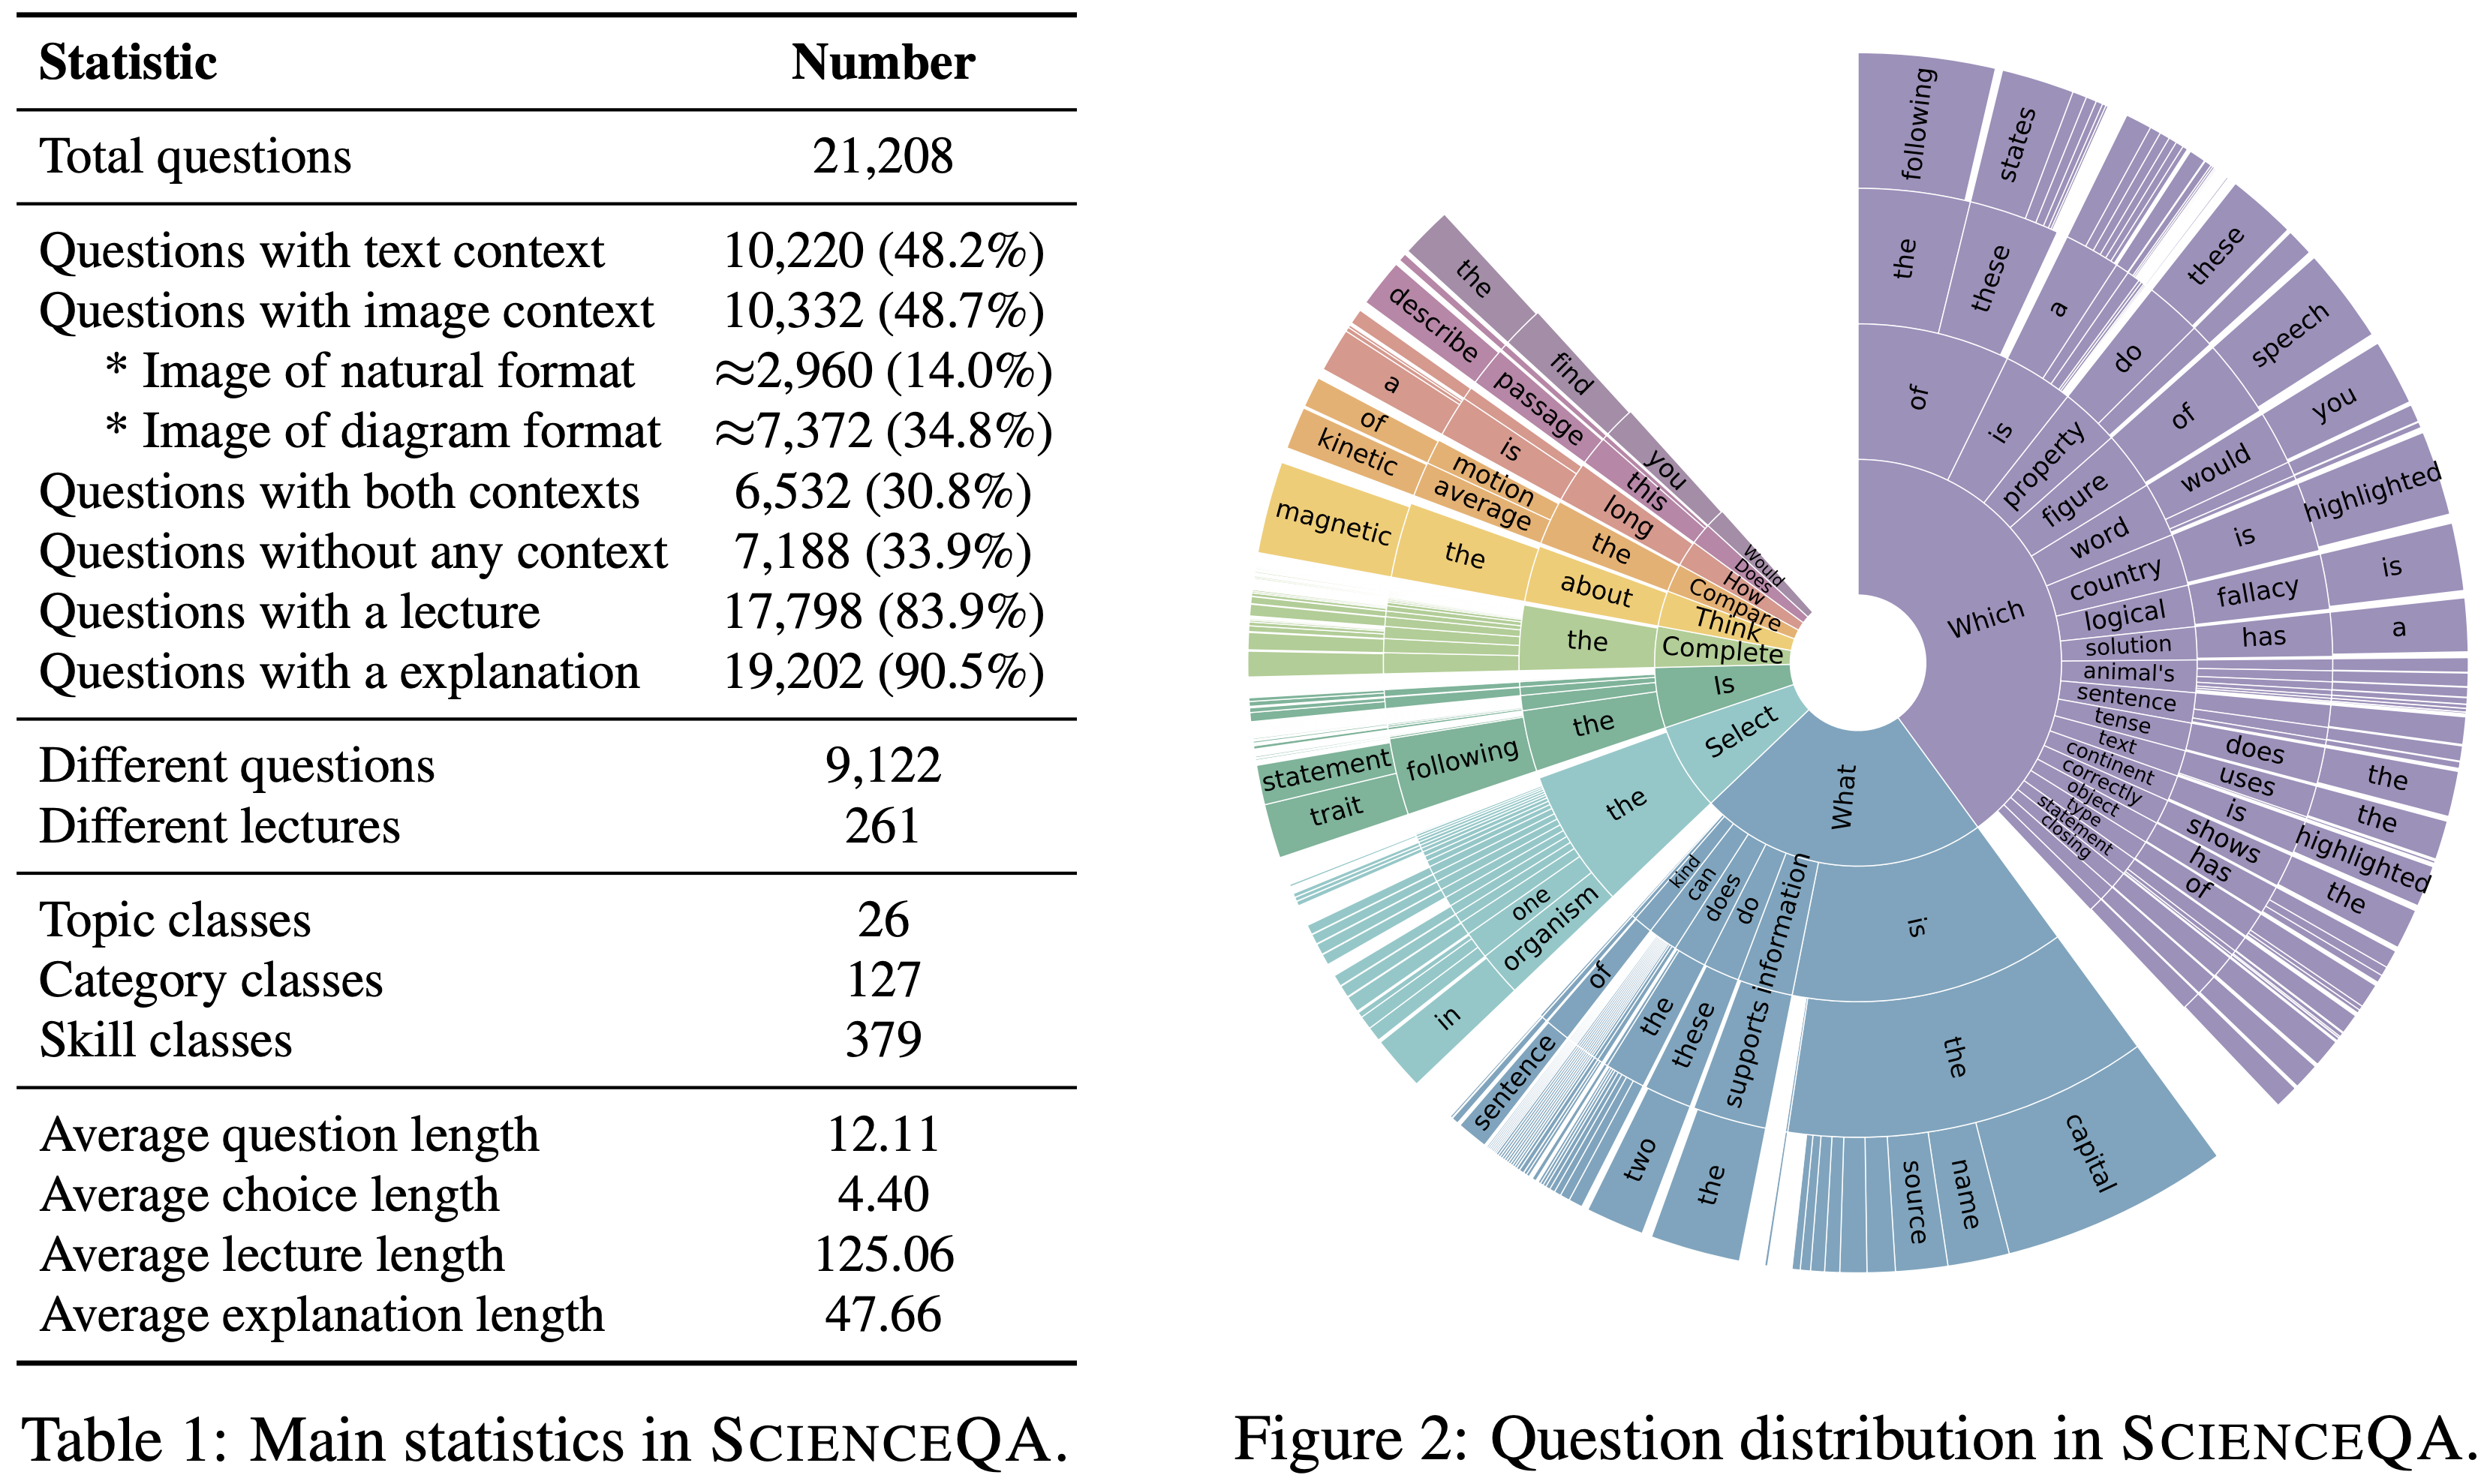 Statistic Number
Total questions 21,208
Questions with text context 10,220 (48.2%)
Questions with image context 10,332 (48.7%)
* Image of natural format ≈2,960 (14.0%)
* Image of diagram format ≈7,372 (34.8%)
Questions with both contexts 6,532 (30.8%)
Questions without any context 7,188 (33.9%)
Questions with a lecture 17,798 (83.9%)
Questions with a explanation 19,202 (90.5%)
Different questions 9,122
Different lectures 261
Topic classes 26
Category classes 127
Skill classes 379
Average question length 12.11
Average choice length 4.40
Average lecture length 125.06
Average explanation length 47.66
Table 1: Main statistics in SCIENCEQA.
Which
of
the
following
these
states
is
a
property
do
these
figure
of
speech
word
would
you
country
is
highlighted
logical
fallacy
is
solution
has
a
animal's
sentence
tense
does
the
text
uses
the
continent
is
highlighted
correctly
shows
the
object
has
type
of
statement
closing
What
is
the
capital
name
source
information
supports
the
do
these
two
does
the
can
kind
of
sentence
Select
the
organism
in
one
Is
the
following
trait
statement
Complete
the
Think
about
the
magnetic
Compare
the
average
kinetic
motion
of
How
long
is
a
Does
this
passage
describe
Would
you
find
the
Figure 2: Question distribution in SCIENCEQA.